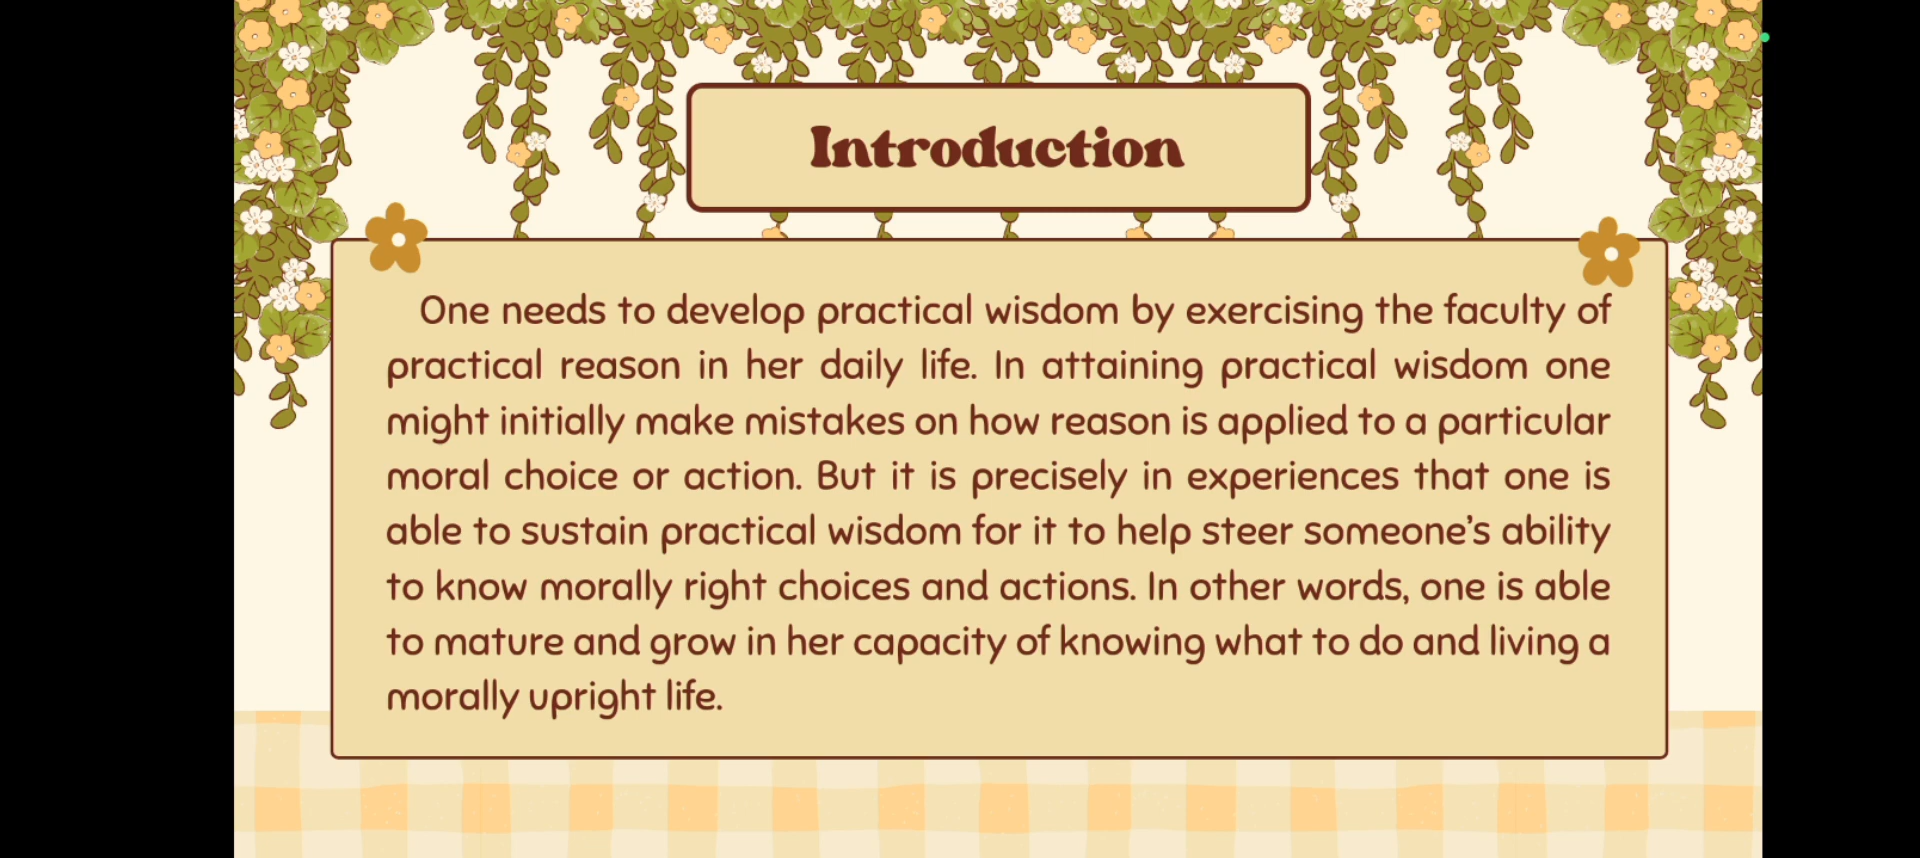 Introduction
One needs to develop practical wisdom by exercising the faculty of
practical reason in her daily life. In attaining practical wisdom one
might initially make mistakes on how reason is applied to a particular
moral choice or action. But it is precisely in experiences that one is
able to sustain practical wisdom for it to help steer someone's ability
to know morally right choices and actions. In other words, one is able
to mature and grow in her capacity of knowing what to do and living a
morally upright life.